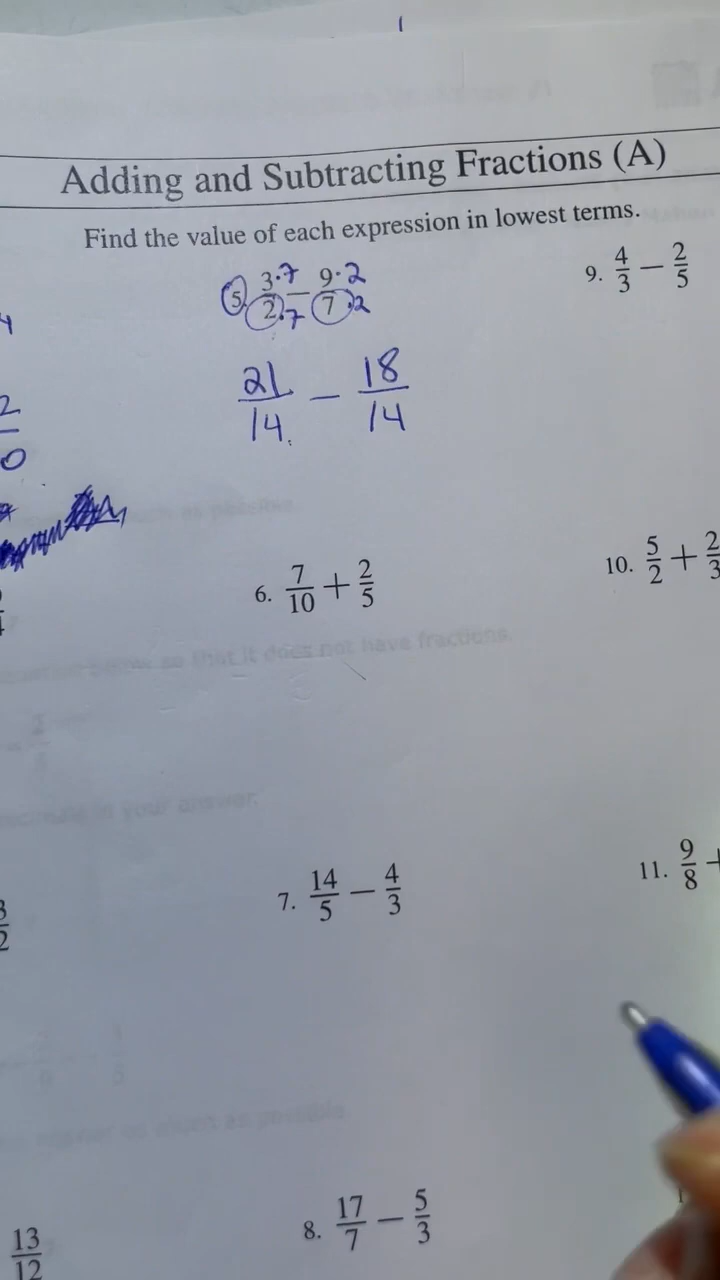 Adding and Subtracting Fractions (A)
Find the value of each expression in lowest terms.
5. 3·7/2·7 − 9·2/7·2
21/14 − 18/14
9. 4/3 − 2/5
6. 7/10 + 2/5
10. 5/2 + 2/3
7. 14/5 − 4/3
11. 9/8 +
8. 17/7 − 5/3
13/12